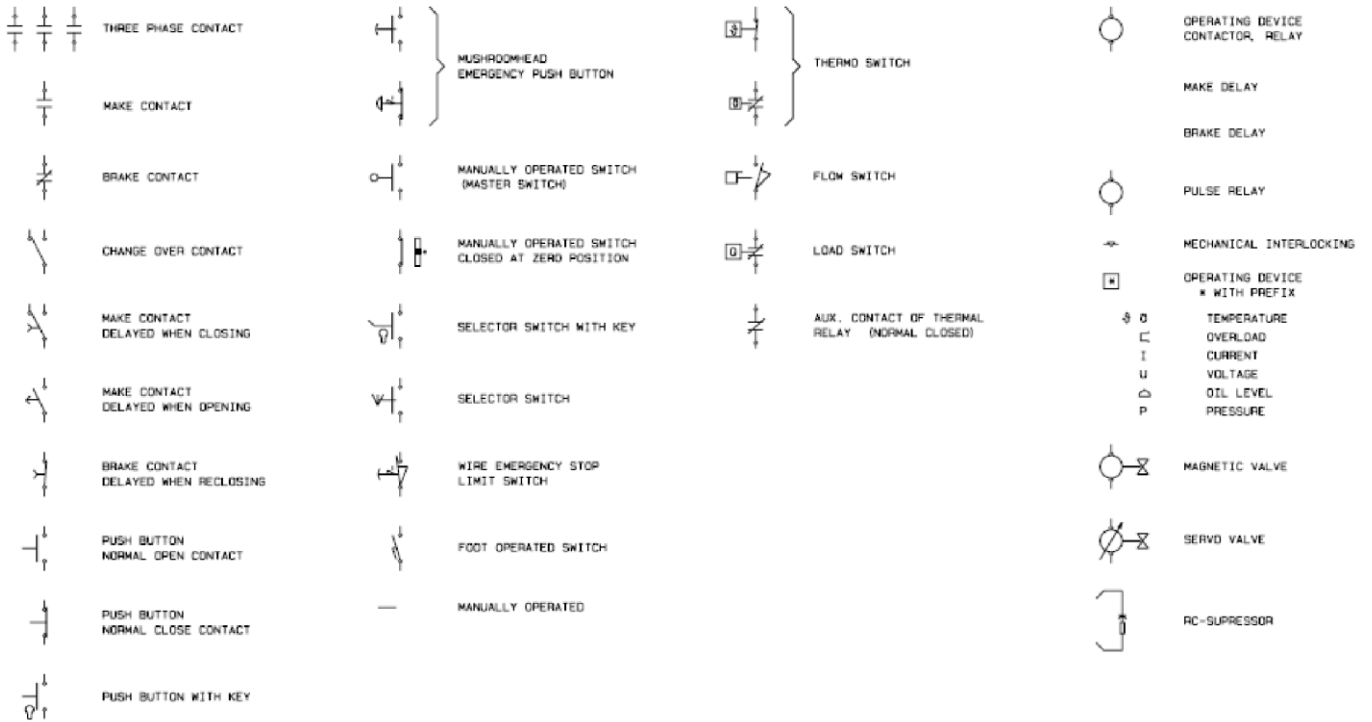 THREE PHASE CONTACT
MAKE CONTACT
BRAKE CONTACT
CHANGE OVER CONTACT
MAKE CONTACT
DELAYED WHEN CLOSING
MAKE CONTACT
DELAYED WHEN OPENING
BRAKE CONTACT
DELAYED WHEN RECLOSING
PUSH BUTTON
NORMAL OPEN CONTACT
PUSH BUTTON
NORMAL CLOSE CONTACT
PUSH BUTTON WITH KEY
MUSHROOMHEAD
EMERGENCY PUSH BUTTON
MANUALLY OPERATED SWITCH
(MASTER SWITCH)
MANUALLY OPERATED SWITCH
CLOSED AT ZERO POSITION
SELECTOR SWITCH WITH KEY
SELECTOR SWITCH
WIRE EMERGENCY STOP
LIMIT SWITCH
FOOT OPERATED SWITCH
MANUALLY OPERATED
THERMO SWITCH
FLOW SWITCH
LOAD SWITCH
AUX. CONTACT OF THERMAL
RELAY (NORMAL CLOSED)
OPERATING DEVICE
CONTACTOR, RELAY
MAKE DELAY
BRAKE DELAY
PULSE RELAY
MECHANICAL INTERLOCKING
* OPERATING DEVICE
* WITH PREFIX
TEMPERATURE
OVERLOAD
I CURRENT
U VOLTAGE
OIL LEVEL
P PRESSURE
MAGNETIC VALVE
SERVO VALVE
RC-SUPRESSOR